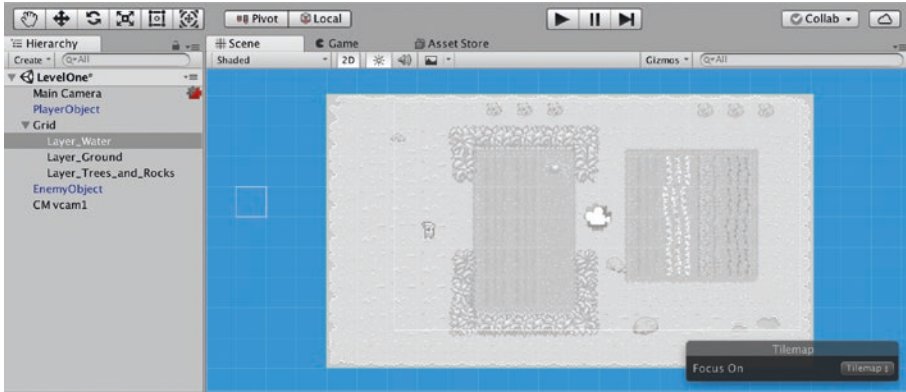 Pivot Local Collab
Hierarchy Scene Game Asset Store
Create All Shaded 2D Gizmos All
LevelOne*
Main Camera
PlayerObject
Grid
Layer_Water
Layer_Ground
Layer_Trees_and_Rocks
EnemyObject
CM vcam1
Tilemap
Focus On Tilemap